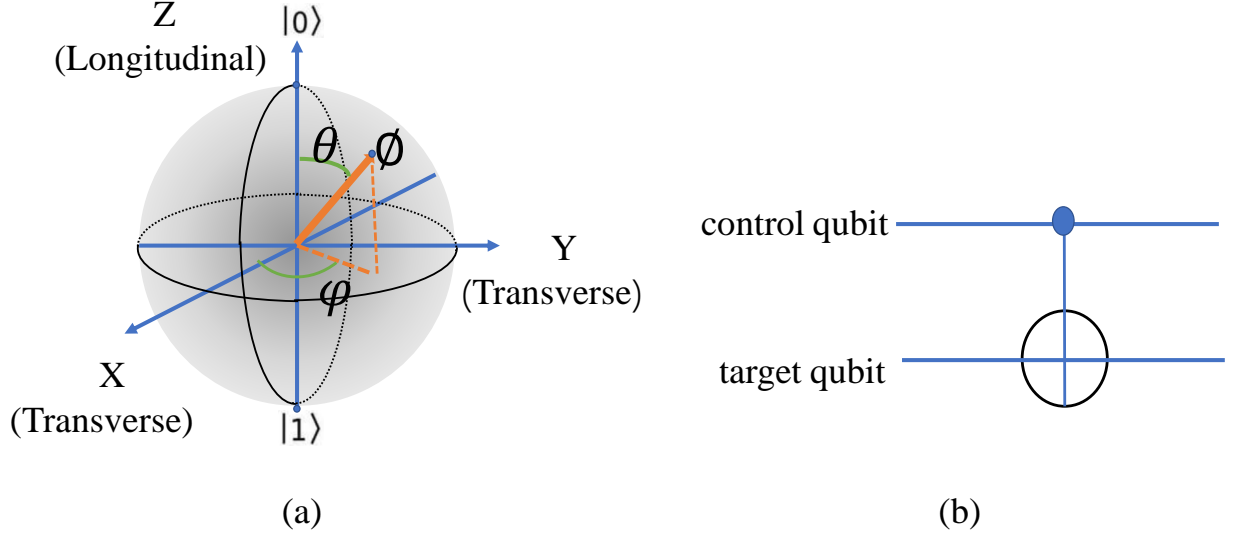 Z
(Longitudinal)
|0⟩
θ
∅
φ
Y
(Transverse)
X
(Transverse)
|1⟩
(a)
control qubit
target qubit
(b)